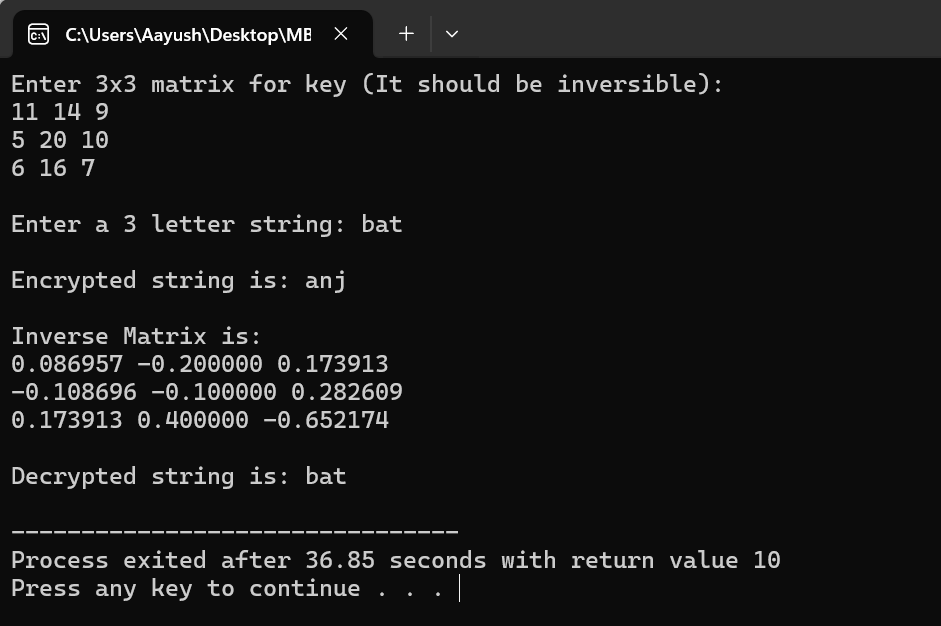 C:\Users\Aayush\Desktop\ME
Enter 3x3 matrix for key (It should be inversible):
11 14 9
5 20 10
6 16 7
Enter a 3 letter string: bat
Encrypted string is: anj
Inverse Matrix is:
0.086957 -0.200000 0.173913
-0.108696 -0.100000 0.282609
0.173913 0.400000 -0.652174
Decrypted string is: bat
--------------------------------
Process exited after 36.85 seconds with return value 10
Press any key to continue . . .